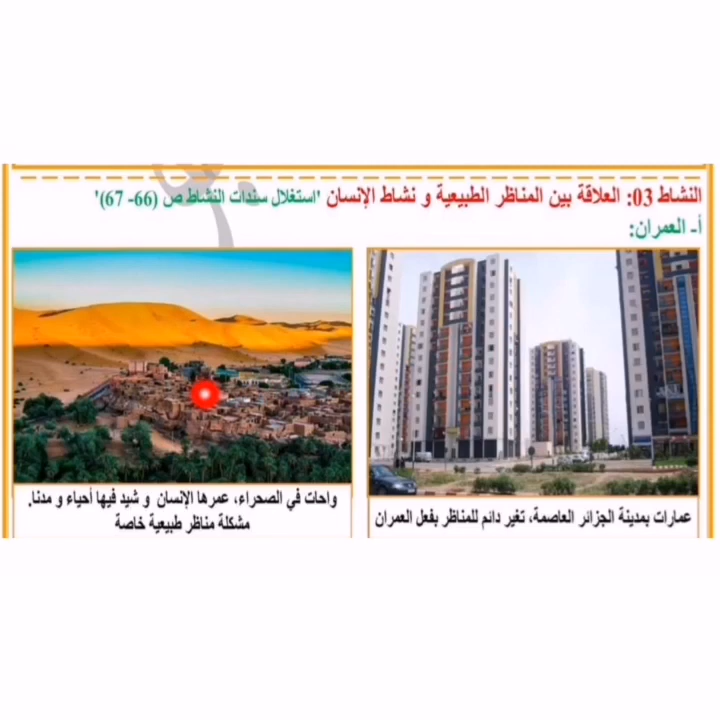 النشاط 03: العلاقة بين المناظر الطبيعية و نشاط الإنسان 'استغلال سندات النشاط ص (66- 67)'
أ- العمران:
عمارات بمدينة الجزائر العاصمة، تغير دائم للمناظر بفعل العمران
واحات في الصحراء، عمرها الإنسان و شيد فيها أحياء و مدنا.
مشكلة مناظر طبيعية خاصة